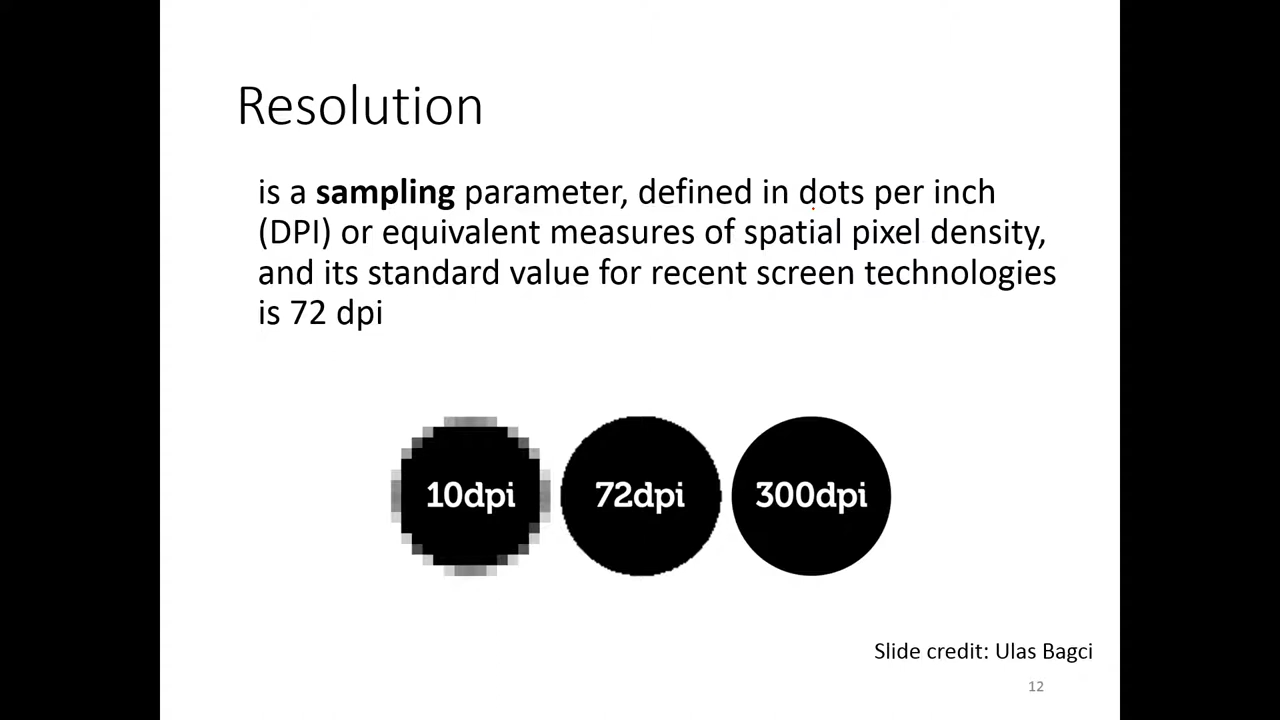 Resolution
is a sampling parameter, defined in dots per inch
(DPI) or equivalent measures of spatial pixel density,
and its standard value for recent screen technologies
is 72 dpi
10dpi 72dpi 300dpi
Slide credit: Ulas Bagci
12